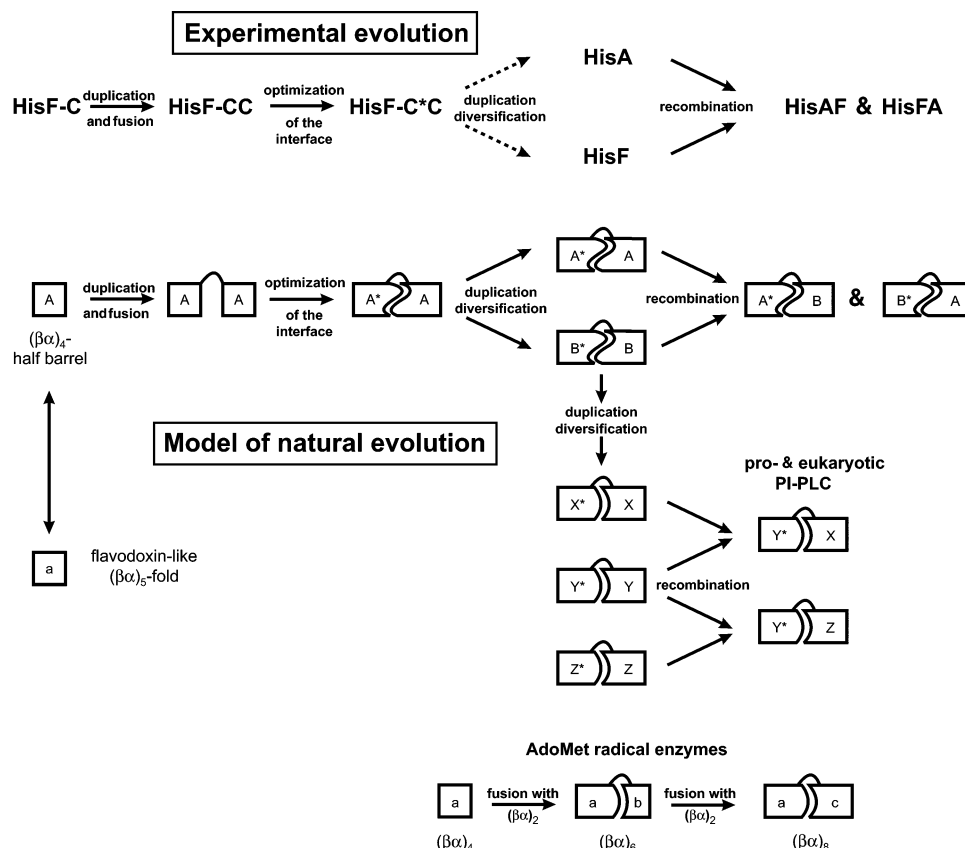 Experimental evolution
HisF-C
duplication
and fusion
HisF-CC
optimization
of the
interface
HisF-C*C
duplication
diversification
HisA
HisF
recombination
HisAF & HisFA
A
(βα)4-
half barrel
duplication
and fusion
A A
optimization
of the
interface
A* A
duplication
diversification
A* A
B* B
recombination
A* B & B* A
Model of natural evolution
duplication
diversification
a
flavodoxin-like
(βα)5-fold
X* X
Y* Y
Z* Z
recombination
pro- & eukaryotic
PI-PLC
Y* X
Y* Z
AdoMet radical enzymes
a
(βα)4
fusion with
(βα)2
a b
(βα)6
fusion with
(βα)2
a c
(βα)8